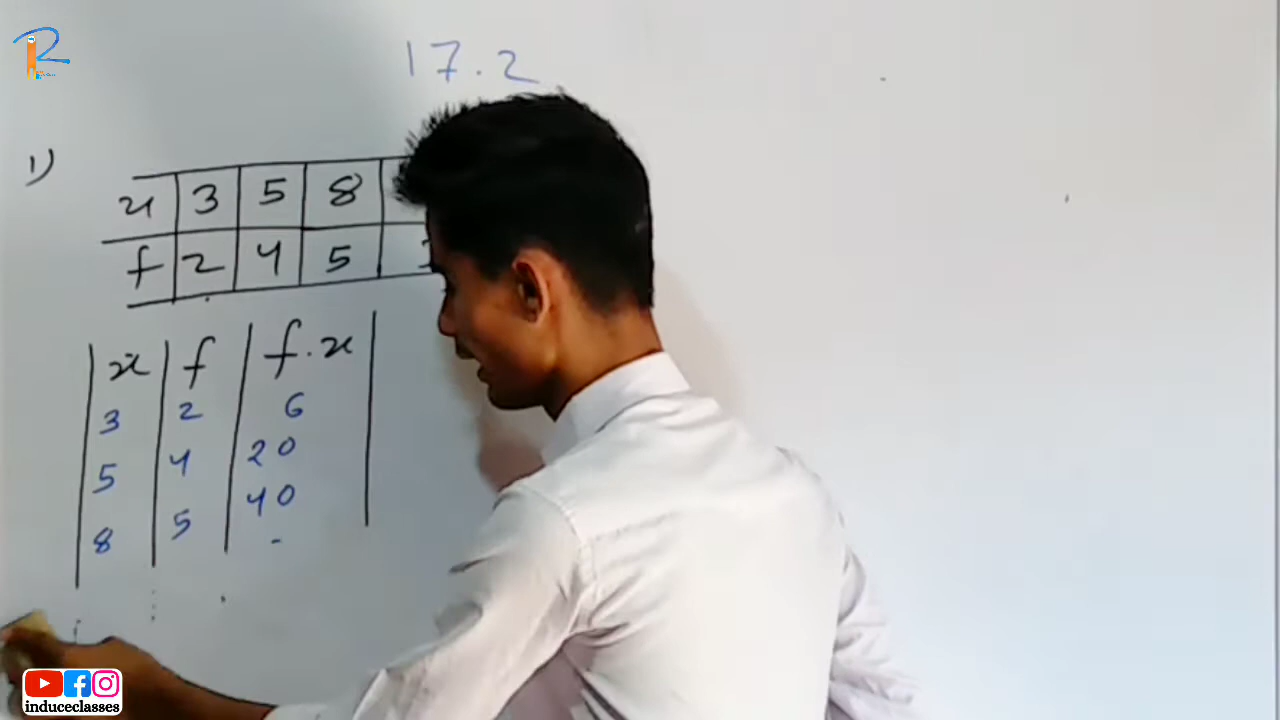 17.2
1)
x 3 5 8
f 2 4 5
x f f.x
3 2 6
5 4 20
8 5 40
induceclasses